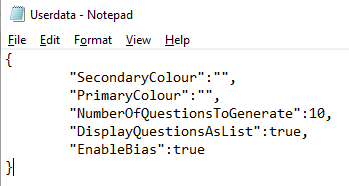 Userdata - Notepad
File Edit Format View Help
{
"SecondaryColour":"",
"PrimaryColour":"",
"NumberOfQuestionsToGenerate":10,
"DisplayQuestionsAsList":true,
"EnableBias":true
}